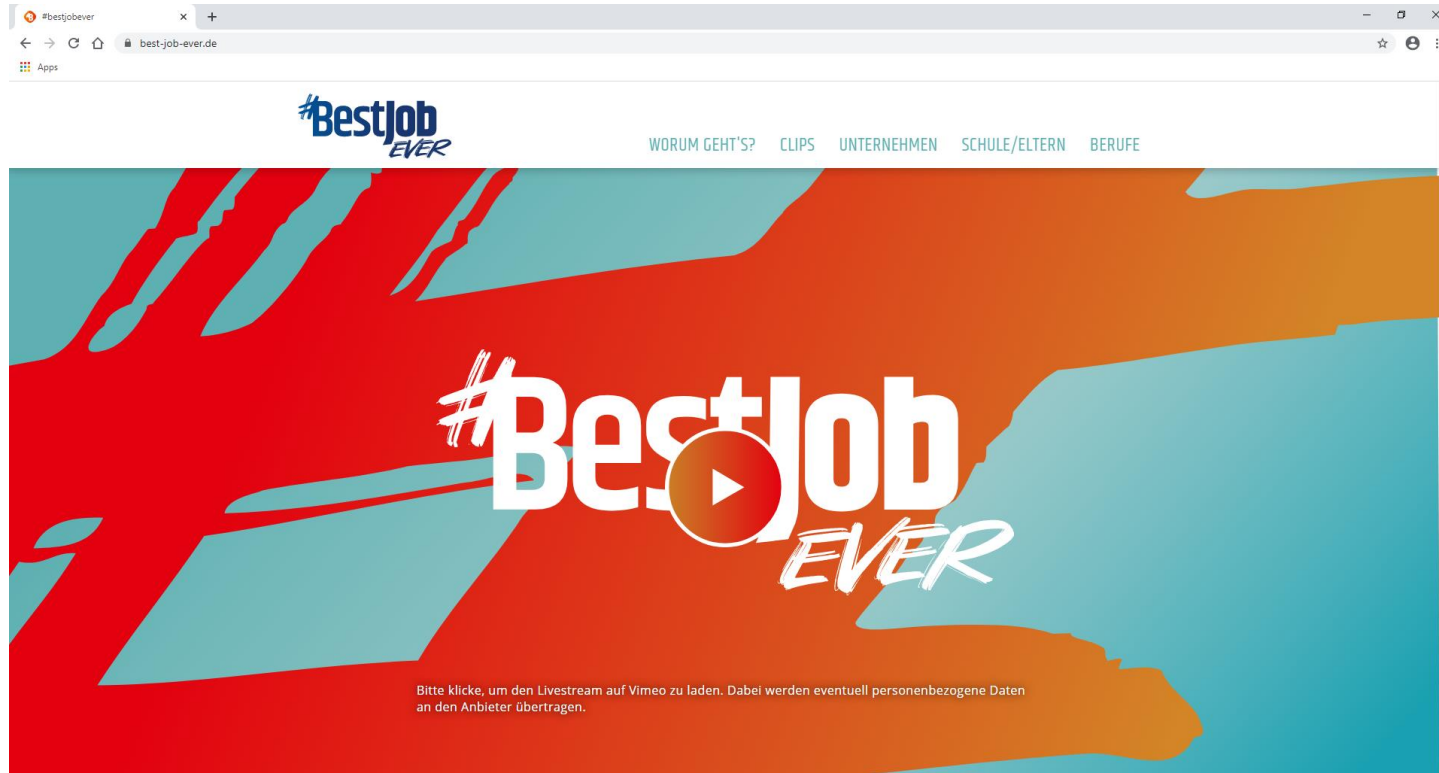 #bestjobever
best-job-ever.de
Apps
#BestJob
EVER
WORUM GEHT'S? CLIPS UNTERNEHMEN SCHULE/ELTERN BERUFE
#BestJob
EVER
Bitte klicke, um den Livestream auf Vimeo zu laden. Dabei werden eventuell personenbezogene Daten
an den Anbieter übertragen.